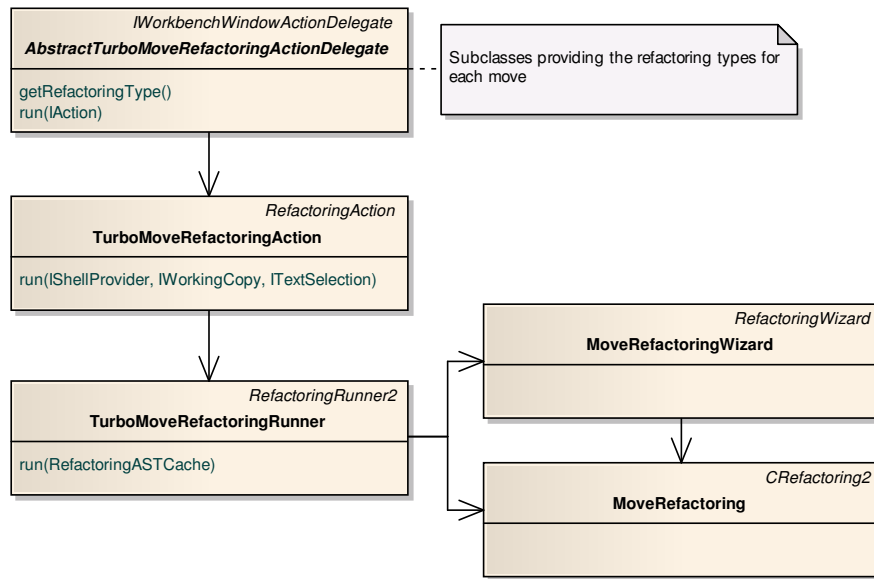 IWorkbenchWindowActionDelegate
AbstractTurboMoveRefactoringActionDelegate
getRefactoringType()
run(IAction)
Subclasses providing the refactoring types for
each move
RefactoringAction
TurboMoveRefactoringAction
run(IShellProvider, IWorkingCopy, ITextSelection)
RefactoringRunner2
TurboMoveRefactoringRunner
run(RefactoringASTCache)
RefactoringWizard
MoveRefactoringWizard
CRefactoring2
MoveRefactoring